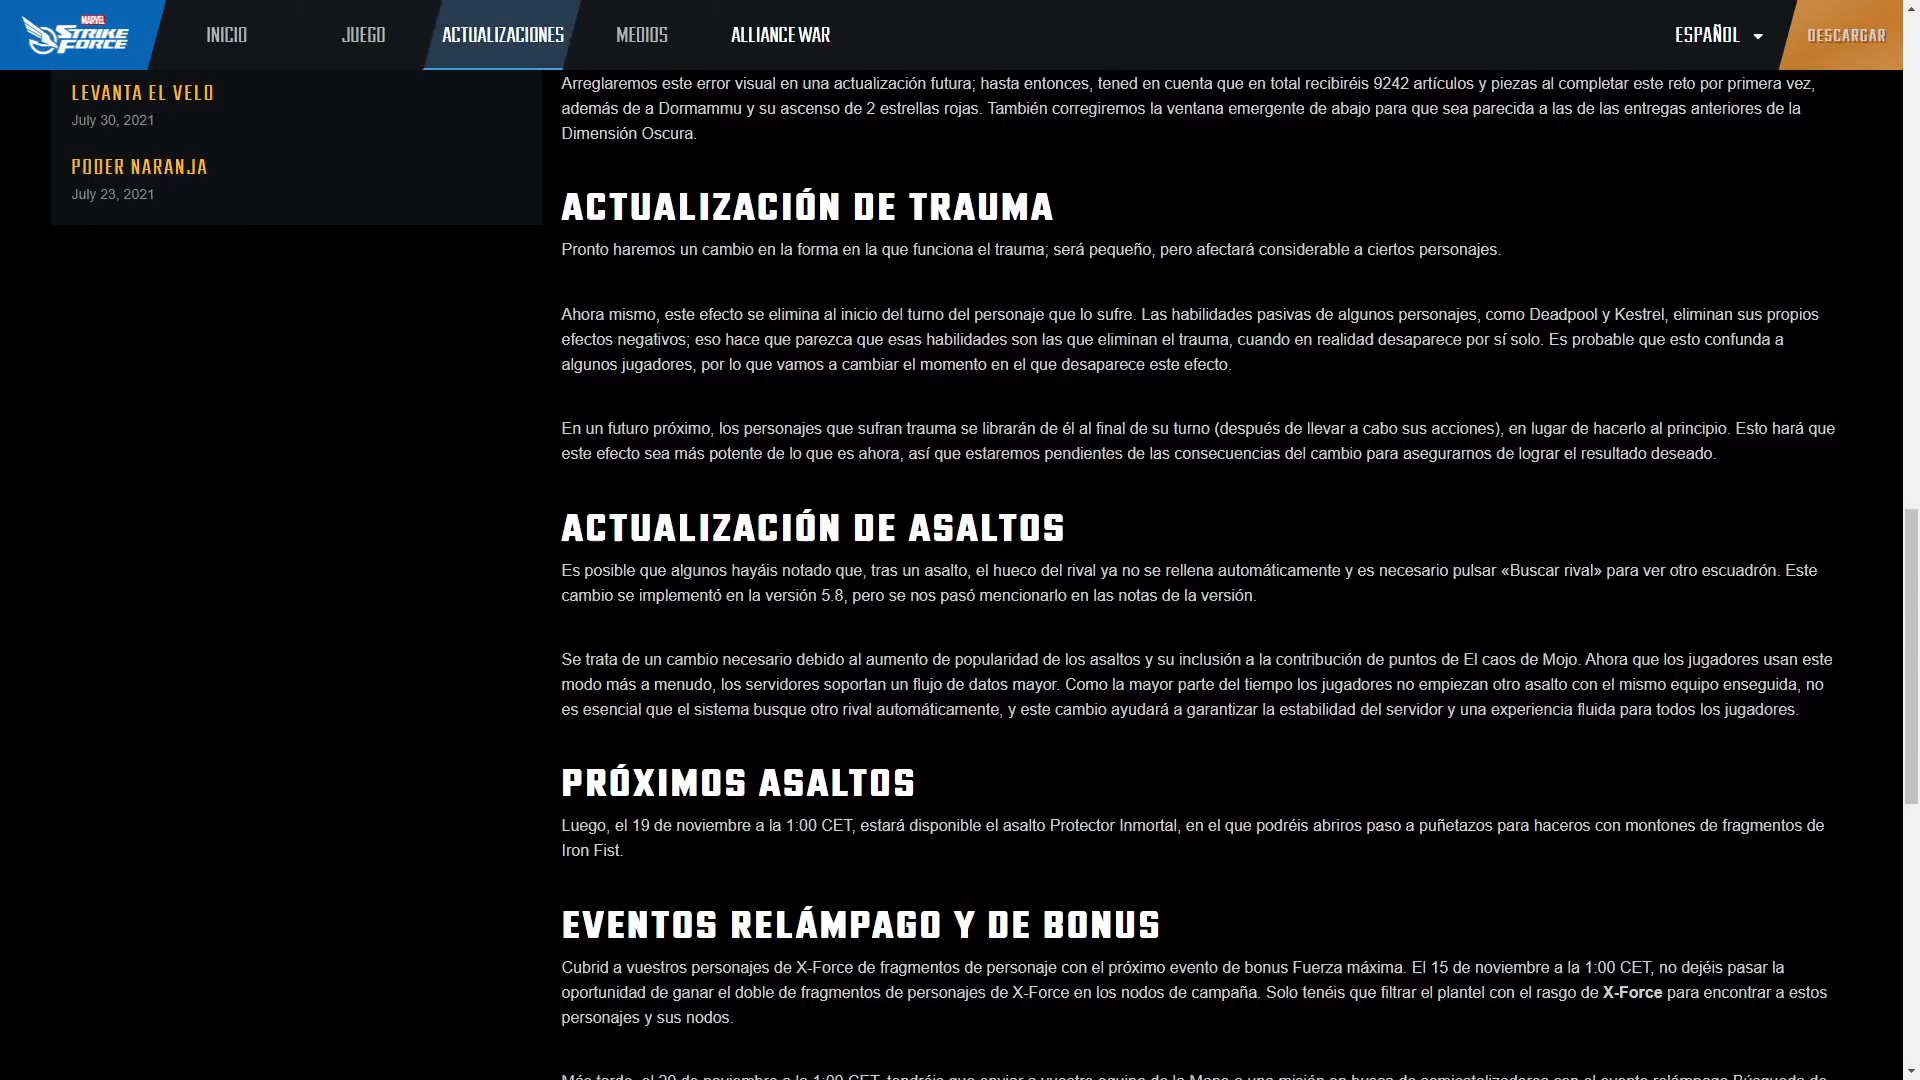 MARVEL
STRIKE
FORCE
INICIO
JUEGO
ACTUALIZACIONES
MEDIOS
ALLIANCE WAR
ESPAÑOL
DESCARGAR
LEVANTA EL VELO
July 30, 2021
PODER NARANJA
July 23, 2021
Arreglaremos este error visual en una actualización futura; hasta entonces, tened en cuenta que en total recibiréis 9242 artículos y piezas al completar este reto por primera vez,
además de a Dormammu y su ascenso de 2 estrellas rojas. También corregiremos la ventana emergente de abajo para que sea parecida a las de las entregas anteriores de la
Dimensión Oscura.
ACTUALIZACIÓN DE TRAUMA
Pronto haremos un cambio en la forma en la que funciona el trauma; será pequeño, pero afectará considerable a ciertos personajes.
Ahora mismo, este efecto se elimina al inicio del turno del personaje que lo sufre. Las habilidades pasivas de algunos personajes, como Deadpool y Kestrel, eliminan sus propios
efectos negativos; eso hace que parezca que esas habilidades son las que eliminan el trauma, cuando en realidad desaparece por sí solo. Es probable que esto confunda a
algunos jugadores, por lo que vamos a cambiar el momento en el que desaparece este efecto.
En un futuro próximo, los personajes que sufran trauma se librarán de él al final de su turno (después de llevar a cabo sus acciones), en lugar de hacerlo al principio. Esto hará que
este efecto sea más potente de lo que es ahora, así que estaremos pendientes de las consecuencias del cambio para asegurarnos de lograr el resultado deseado.
ACTUALIZACIÓN DE ASALTOS
Es posible que algunos hayáis notado que, tras un asalto, el hueco del rival ya no se rellena automáticamente y es necesario pulsar «Buscar rival» para ver otro escuadrón. Este
cambio se implementó en la versión 5.8, pero se nos pasó mencionarlo en las notas de la versión.
Se trata de un cambio necesario debido al aumento de popularidad de los asaltos y su inclusión a la contribución de puntos de El caos de Mojo. Ahora que los jugadores usan este
modo más a menudo, los servidores soportan un flujo de datos mayor. Como la mayor parte del tiempo los jugadores no empiezan otro asalto con el mismo equipo enseguida, no
es esencial que el sistema busque otro rival automáticamente, y este cambio ayudará a garantizar la estabilidad del servidor y una experiencia fluida para todos los jugadores.
PRÓXIMOS ASALTOS
Luego, el 19 de noviembre a la 1:00 CET, estará disponible el asalto Protector Inmortal, en el que podréis abriros paso a puñetazos para haceros con montones de fragmentos de
Iron Fist.
EVENTOS RELÁMPAGO Y DE BONUS
Cubrid a vuestros personajes de X-Force de fragmentos de personaje con el próximo evento de bonus Fuerza máxima. El 15 de noviembre a la 1:00 CET, no dejéis pasar la
oportunidad de ganar el doble de fragmentos de personajes de X-Force en los nodos de campaña. Solo tenéis que filtrar el plantel con el rasgo de X-Force para encontrar a estos
personajes y sus nodos.